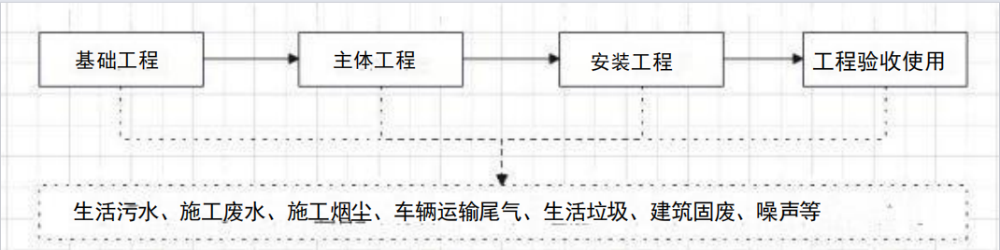 基础工程 主体工程 安装工程 工程验收使用
生活污水、施工废水、施工烟尘、车辆运输尾气、生活垃圾、建筑固废、噪声等